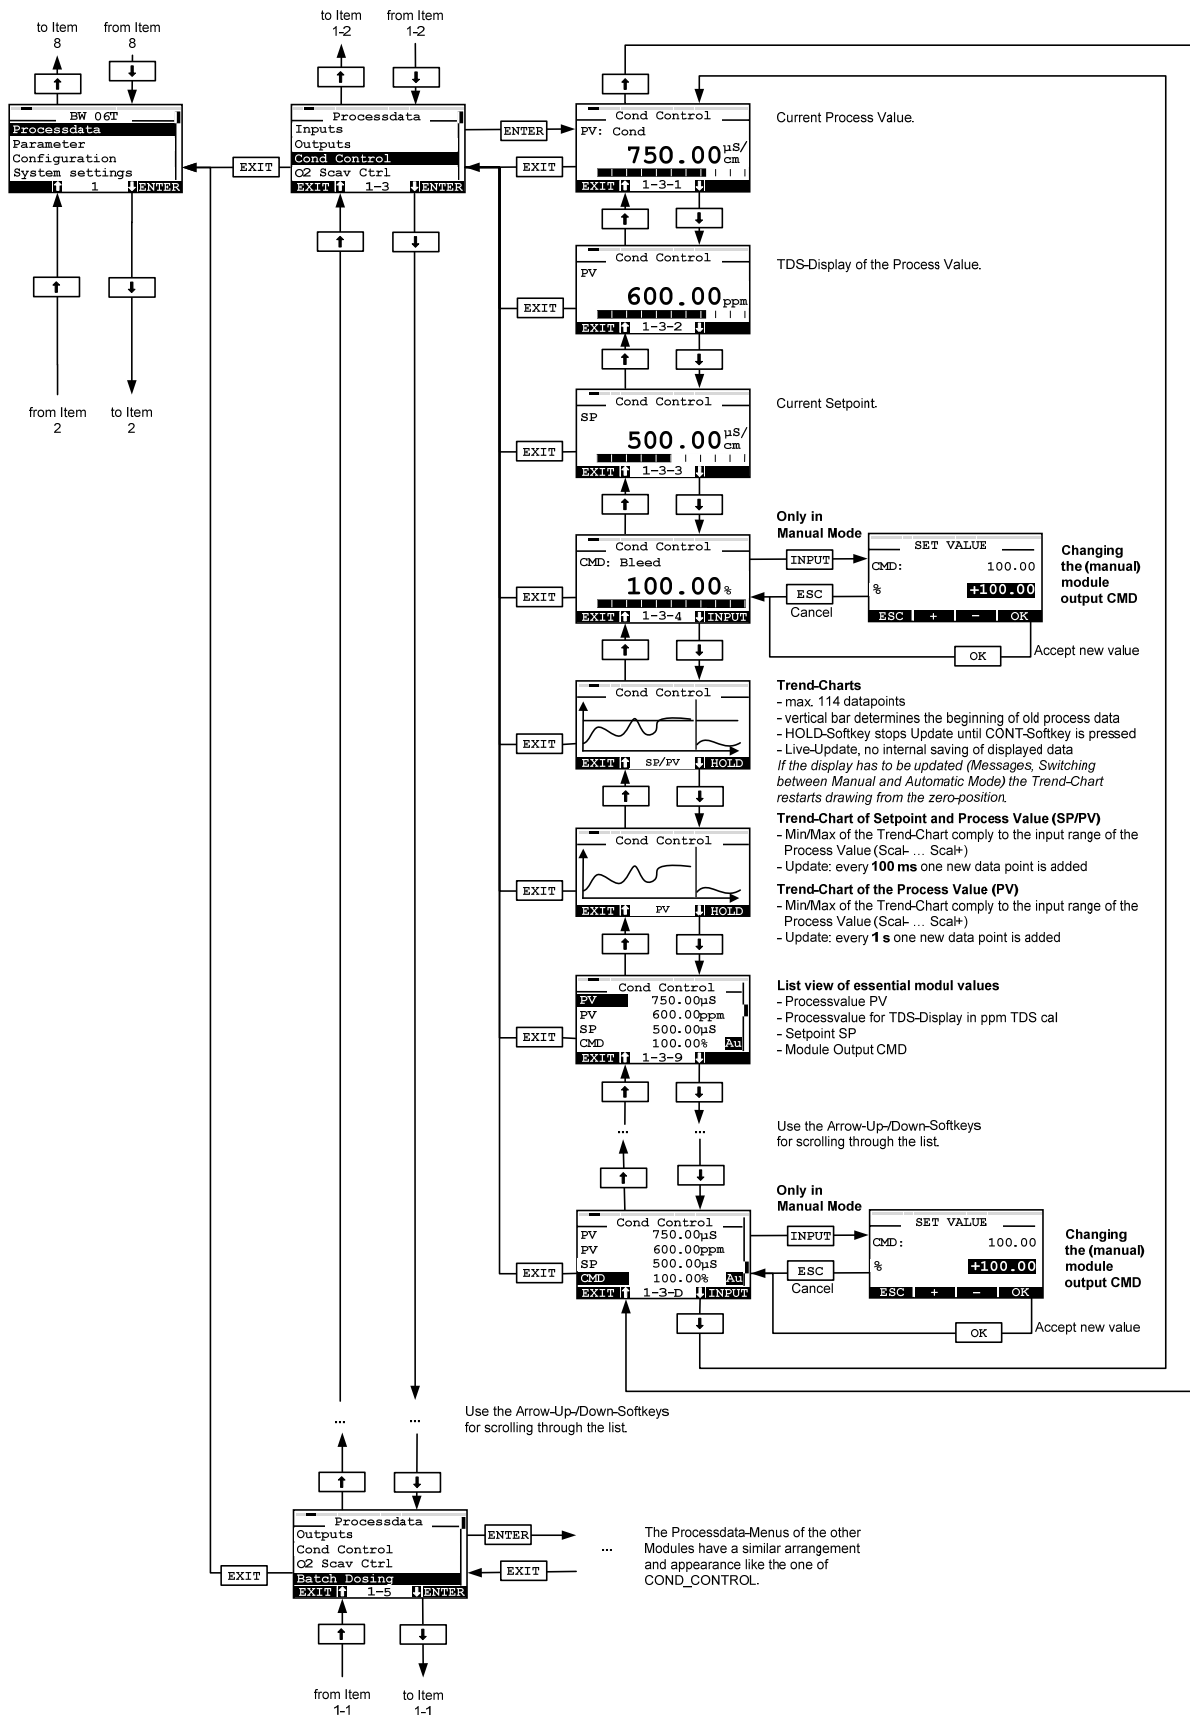 to Item
8
from Item
8
to Item
1-2
from Item
1-2
BW 06T
Processdata
Parameter
Configuration
System settings
1
ENTER
EXIT
Processdata
Inputs
Outputs
Cond Control
O2 Scav Ctrl
EXIT 1-3 ENTER
ENTER
EXIT
Cond Control
PV: Cond
750.00 µS/
cm
EXIT 1-3-1
Current Process Value.
from Item
2
to Item
2
EXIT
Cond Control
PV
600.00 ppm
EXIT 1-3-2
TDS-Display of the Process Value.
EXIT
Cond Control
SP
500.00 µS/
cm
EXIT 1-3-3
Current Setpoint.
EXIT
Cond Control
CMD: Bleed
100.00 %
EXIT 1-3-4 INPUT
Only in
Manual Mode
INPUT
ESC
Cancel
SET VALUE
CMD: 100.00
% +100.00
ESC + - OK
OK
Accept new value
Changing
the (manual)
module
output CMD
EXIT
Cond Control
EXIT SP/PV HOLD
Trend-Charts
- max. 114 datapoints
- vertical bar determines the beginning of old process data
- HOLD-Softkey stops Update until CONT-Softkey is pressed
- Live-Update, no internal saving of displayed data
If the display has to be updated (Messages, Switching
between Manual and Automatic Mode) the Trend-Chart
restarts drawing from the zero-position.
Trend-Chart of Setpoint and Process Value (SP/PV)
- Min/Max of the Trend-Chart comply to the input range of the
Process Value (Scal- ... Scal+)
- Update: every 100 ms one new data point is added
EXIT
Cond Control
EXIT PV HOLD
Trend-Chart of the Process Value (PV)
- Min/Max of the Trend-Chart comply to the input range of the
Process Value (Scal- ... Scal+)
- Update: every 1 s one new data point is added
EXIT
Cond Control
PV 750.00µS
PV 600.00ppm
SP 500.00µS
CMD 100.00% Au
EXIT 1-3-9
List view of essential modul values
- Processvalue PV
- Processvalue for TDS-Display in ppm TDS cal
- Setpoint SP
- Module Output CMD
...
...
Use the Arrow-Up-/Down-Softkeys
for scrolling through the list.
EXIT
Cond Control
PV 750.00µS
PV 600.00ppm
SP 500.00µS
CMD 100.00% Au
EXIT 1-3-D INPUT
Only in
Manual Mode
INPUT
ESC
Cancel
SET VALUE
CMD: 100.00
% +100.00
ESC + - OK
OK
Accept new value
Changing
the (manual)
module
output CMD
...
...
Use the Arrow-Up-/Down-Softkeys
for scrolling through the list.
EXIT
Processdata
Outputs
Cond Control
O2 Scav Ctrl
Batch Dosing
EXIT 1-5 ENTER
ENTER
EXIT
...
The Processdata-Menus of the other
Modules have a similar arrangement
and appearance like the one of
COND_CONTROL.
from Item
1-1
to Item
1-1